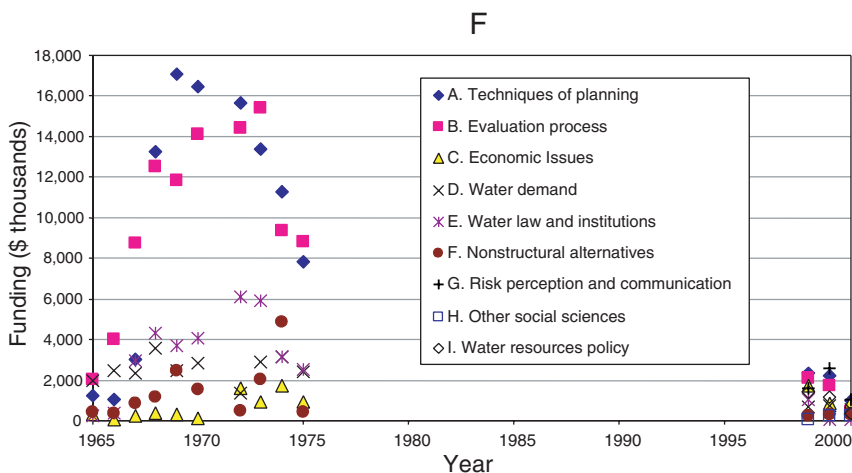 F
18,000
16,000
14,000
12,000
10,000
8,000
6,000
4,000
2,000
0
Funding ($ thousands)
A. Techniques of planning
B. Evaluation process
C. Economic Issues
D. Water demand
E. Water law and institutions
F. Nonstructural alternatives
G. Risk perception and communication
H. Other social sciences
I. Water resources policy
1965 1970 1975 1980 1985 1990 1995 2000
Year